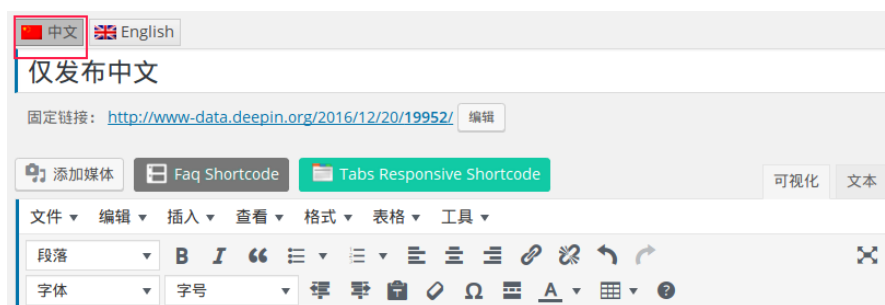 中文 English
仅发布中文
固定链接: http://www-data.deepin.org/2016/12/20/19952/ 编辑
添加媒体 Faq Shortcode Tabs Responsive Shortcode 可视化 文本
文件 编辑 插入 查看 格式 表格 工具
段落 B I
字体 字号 Ω A